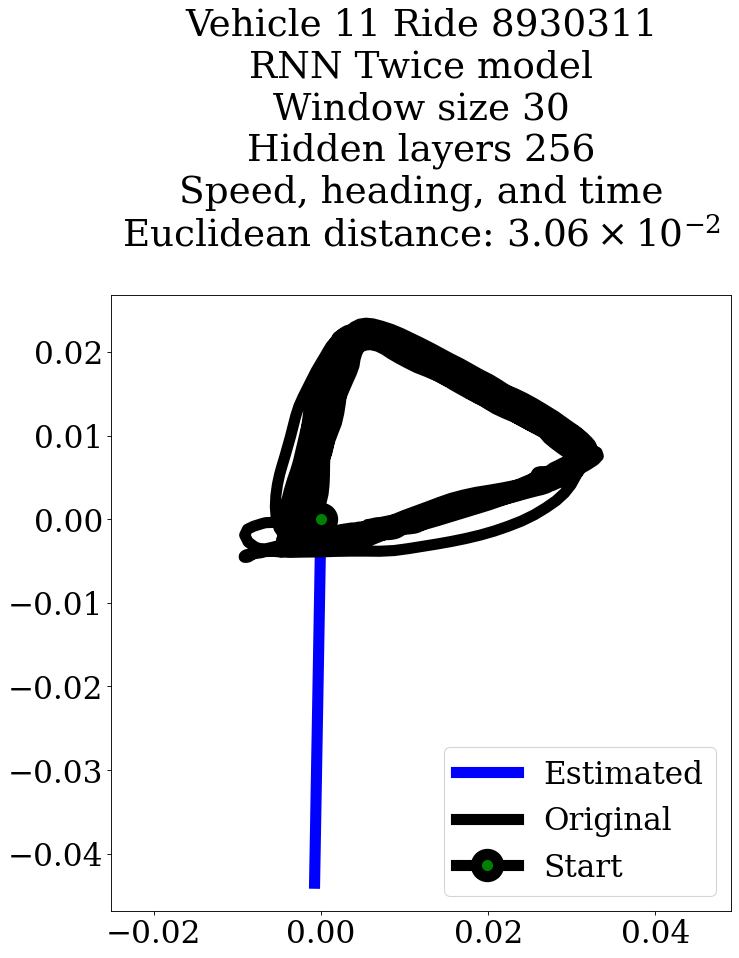 Vehicle 11 Ride 8930311
RNN Twice model
Window size 30
Hidden layers 256
Speed, heading, and time
Euclidean distance: 3.06 × 10⁻²
0.02
0.01
0.00
−0.01
−0.02
−0.03
−0.04
Estimated
Original
Start
−0.02 0.00 0.02 0.04